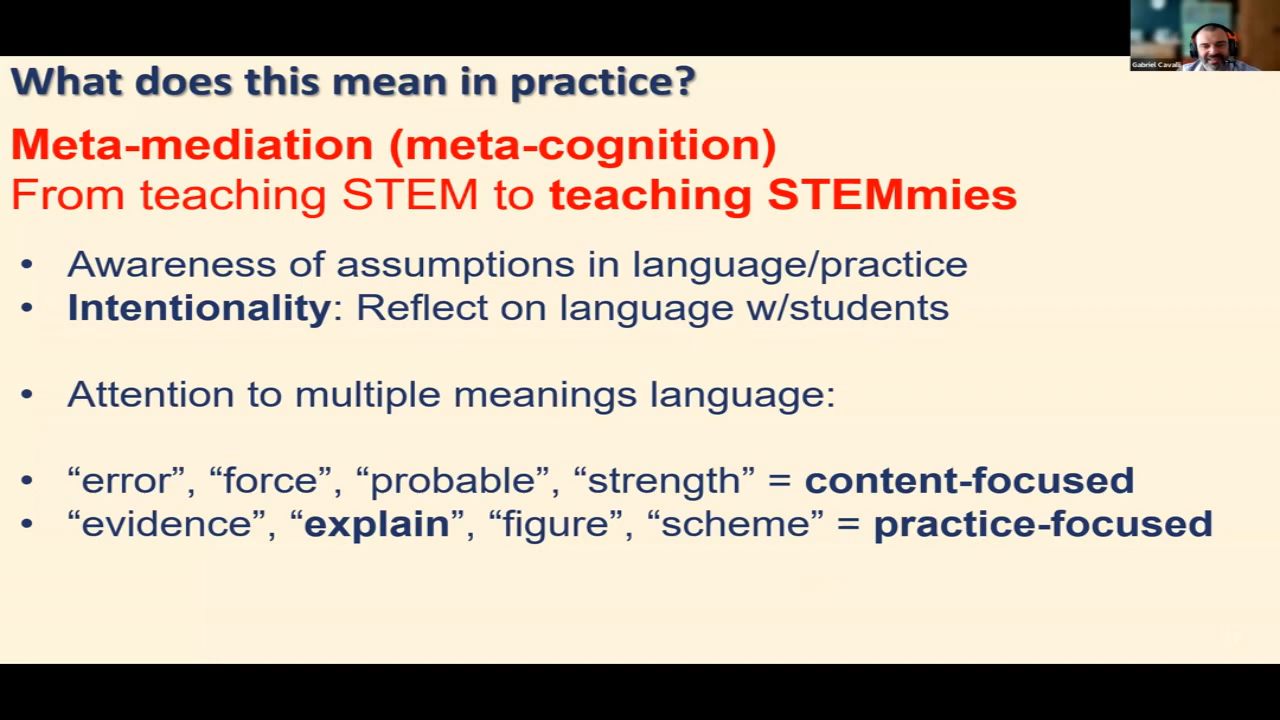 What does this mean in practice?
Gabriel Cavalli
Meta-mediation (meta-cognition)
From teaching STEM to teaching STEMmies
• Awareness of assumptions in language/practice
• Intentionality: Reflect on language w/students
• Attention to multiple meanings language:
• “error”, “force”, “probable”, “strength” = content-focused
• “evidence”, “explain”, “figure”, “scheme” = practice-focused